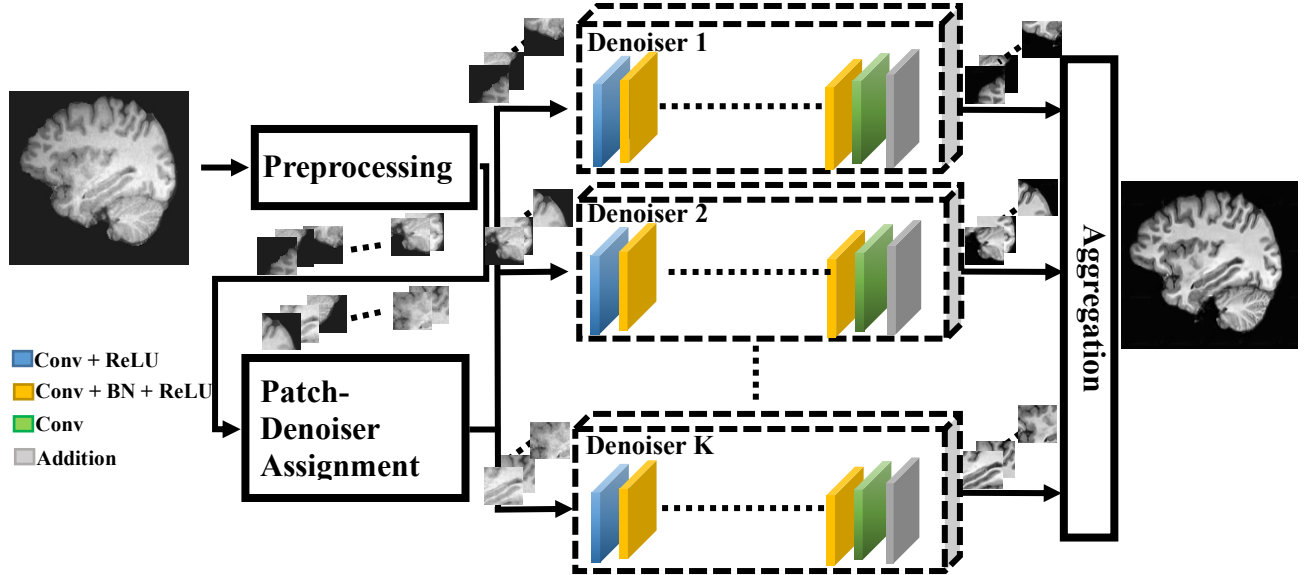 Denoiser 1
Preprocessing
Denoiser 2
Aggregation
Conv + ReLU
Conv + BN + ReLU
Conv
Addition
Patch-
Denoiser
Assignment
Denoiser K